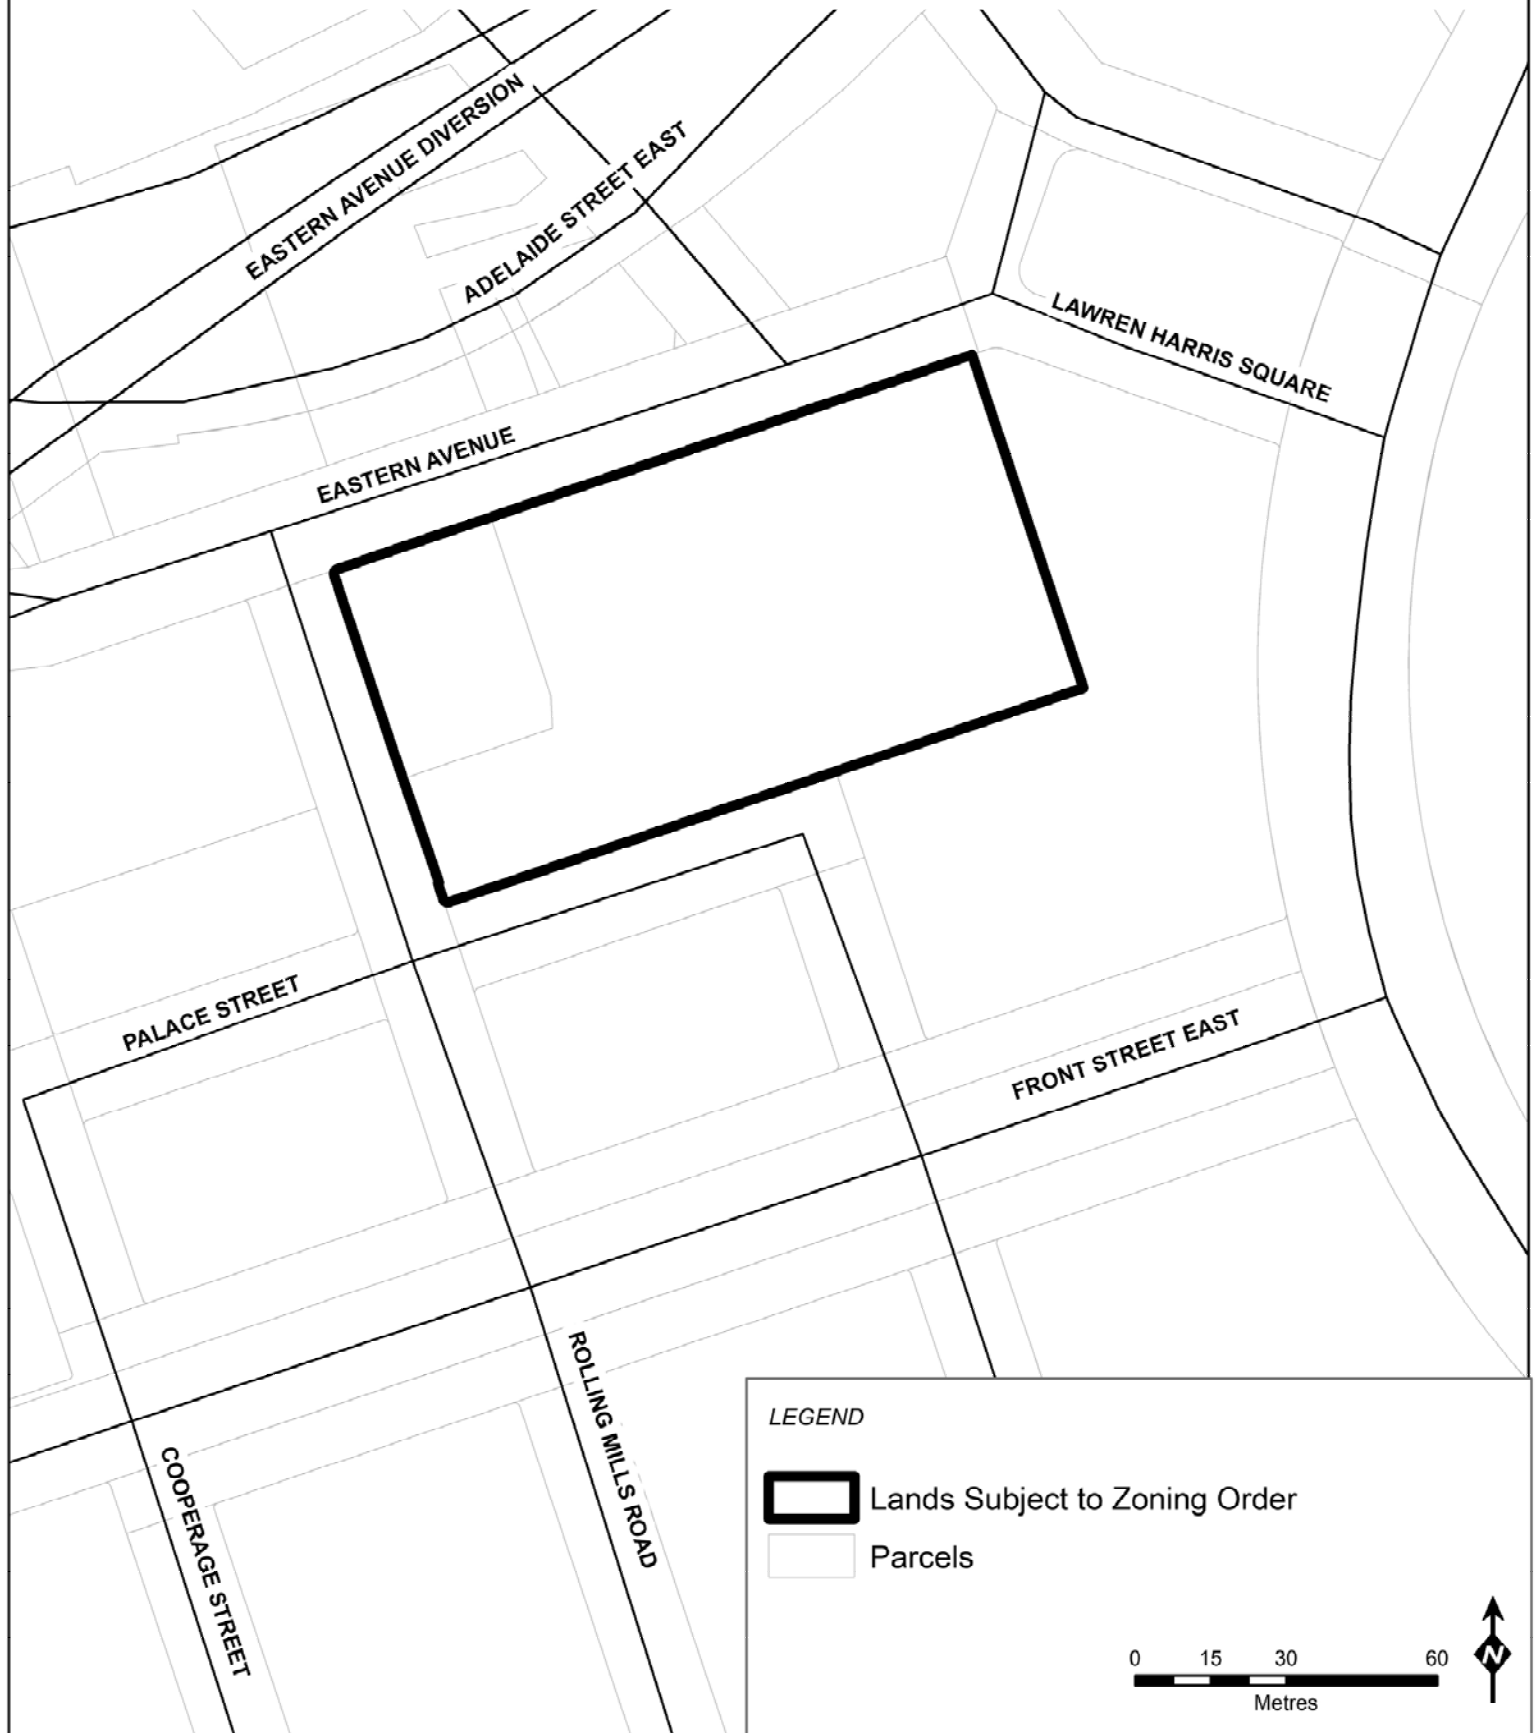 EASTERN AVENUE DIVERSION
ADELAIDE STREET EAST
LAWREN HARRIS SQUARE
EASTERN AVENUE
PALACE STREET
FRONT STREET EAST
ROLLING MILLS ROAD
COOPERAGE STREET
LEGEND
Lands Subject to Zoning Order
Parcels
0 15 30 60
Metres
N